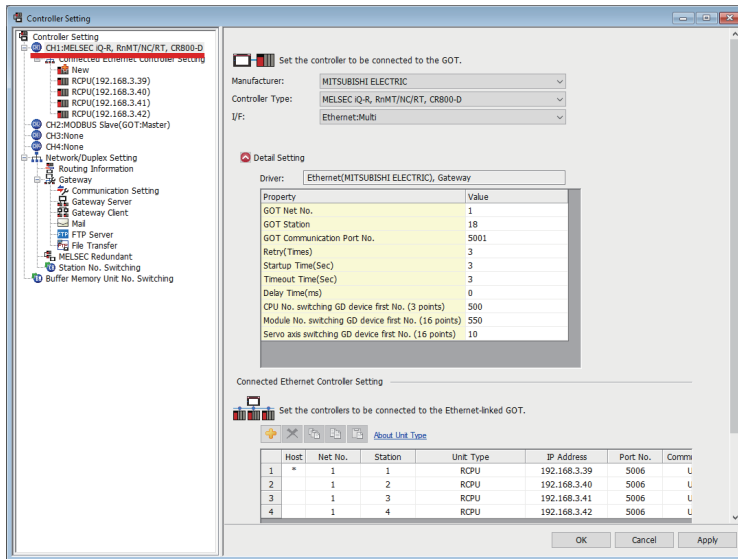 Controller Setting
Controller Setting
CH1:MELSEC iQ-R, RnMT/NC/RT, CR800-D
Connected Ethernet Controller Setting
New
RCPU(192.168.3.39)
RCPU(192.168.3.40)
RCPU(192.168.3.41)
RCPU(192.168.3.42)
CH2:MODBUS Slave(GOT:Master)
CH3:None
CH4:None
Network/Duplex Setting
Routing Information
Gateway
Communication Setting
Gateway Server
Gateway Client
Mail
FTP Server
File Transfer
MELSEC Redundant
Station No. Switching
Buffer Memory Unit No. Switching
Set the controller to be connected to the GOT.
Manufacturer: MITSUBISHI ELECTRIC
Controller Type: MELSEC iQ-R, RnMT/NC/RT, CR800-D
I/F: Ethernet:Multi
Detail Setting
Driver: Ethernet(MITSUBISHI ELECTRIC), Gateway
Property Value
GOT Net No. 1
GOT Station 18
GOT Communication Port No. 5001
Retry(Times) 3
Startup Time(Sec) 3
Timeout Time(Sec) 3
Delay Time(ms) 0
CPU No. switching GD device first No. (3 points) 500
Module No. switching GD device first No. (16 points) 550
Servo axis switching GD device first No. (16 points) 10
Connected Ethernet Controller Setting
Set the controllers to be connected to the Ethernet-linked GOT.
About Unit Type
Host Net No. Station Unit Type IP Address Port No. Commu
1 * 1 1 RCPU 192.168.3.39 5006 U
2 1 2 RCPU 192.168.3.40 5006 U
3 1 3 RCPU 192.168.3.41 5006 U
4 1 4 RCPU 192.168.3.42 5006 U
OK Cancel Apply